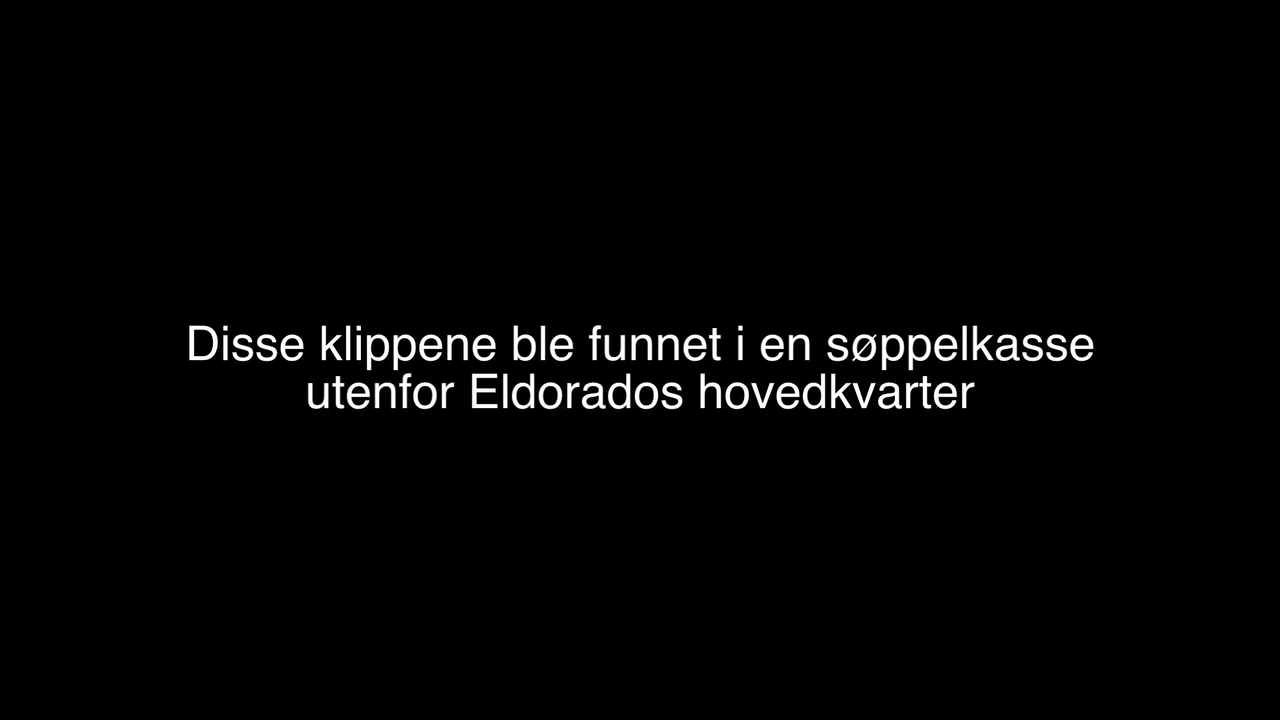 Disse klippene ble funnet i en søppelkasse
utenfor Eldorados hovedkvarter